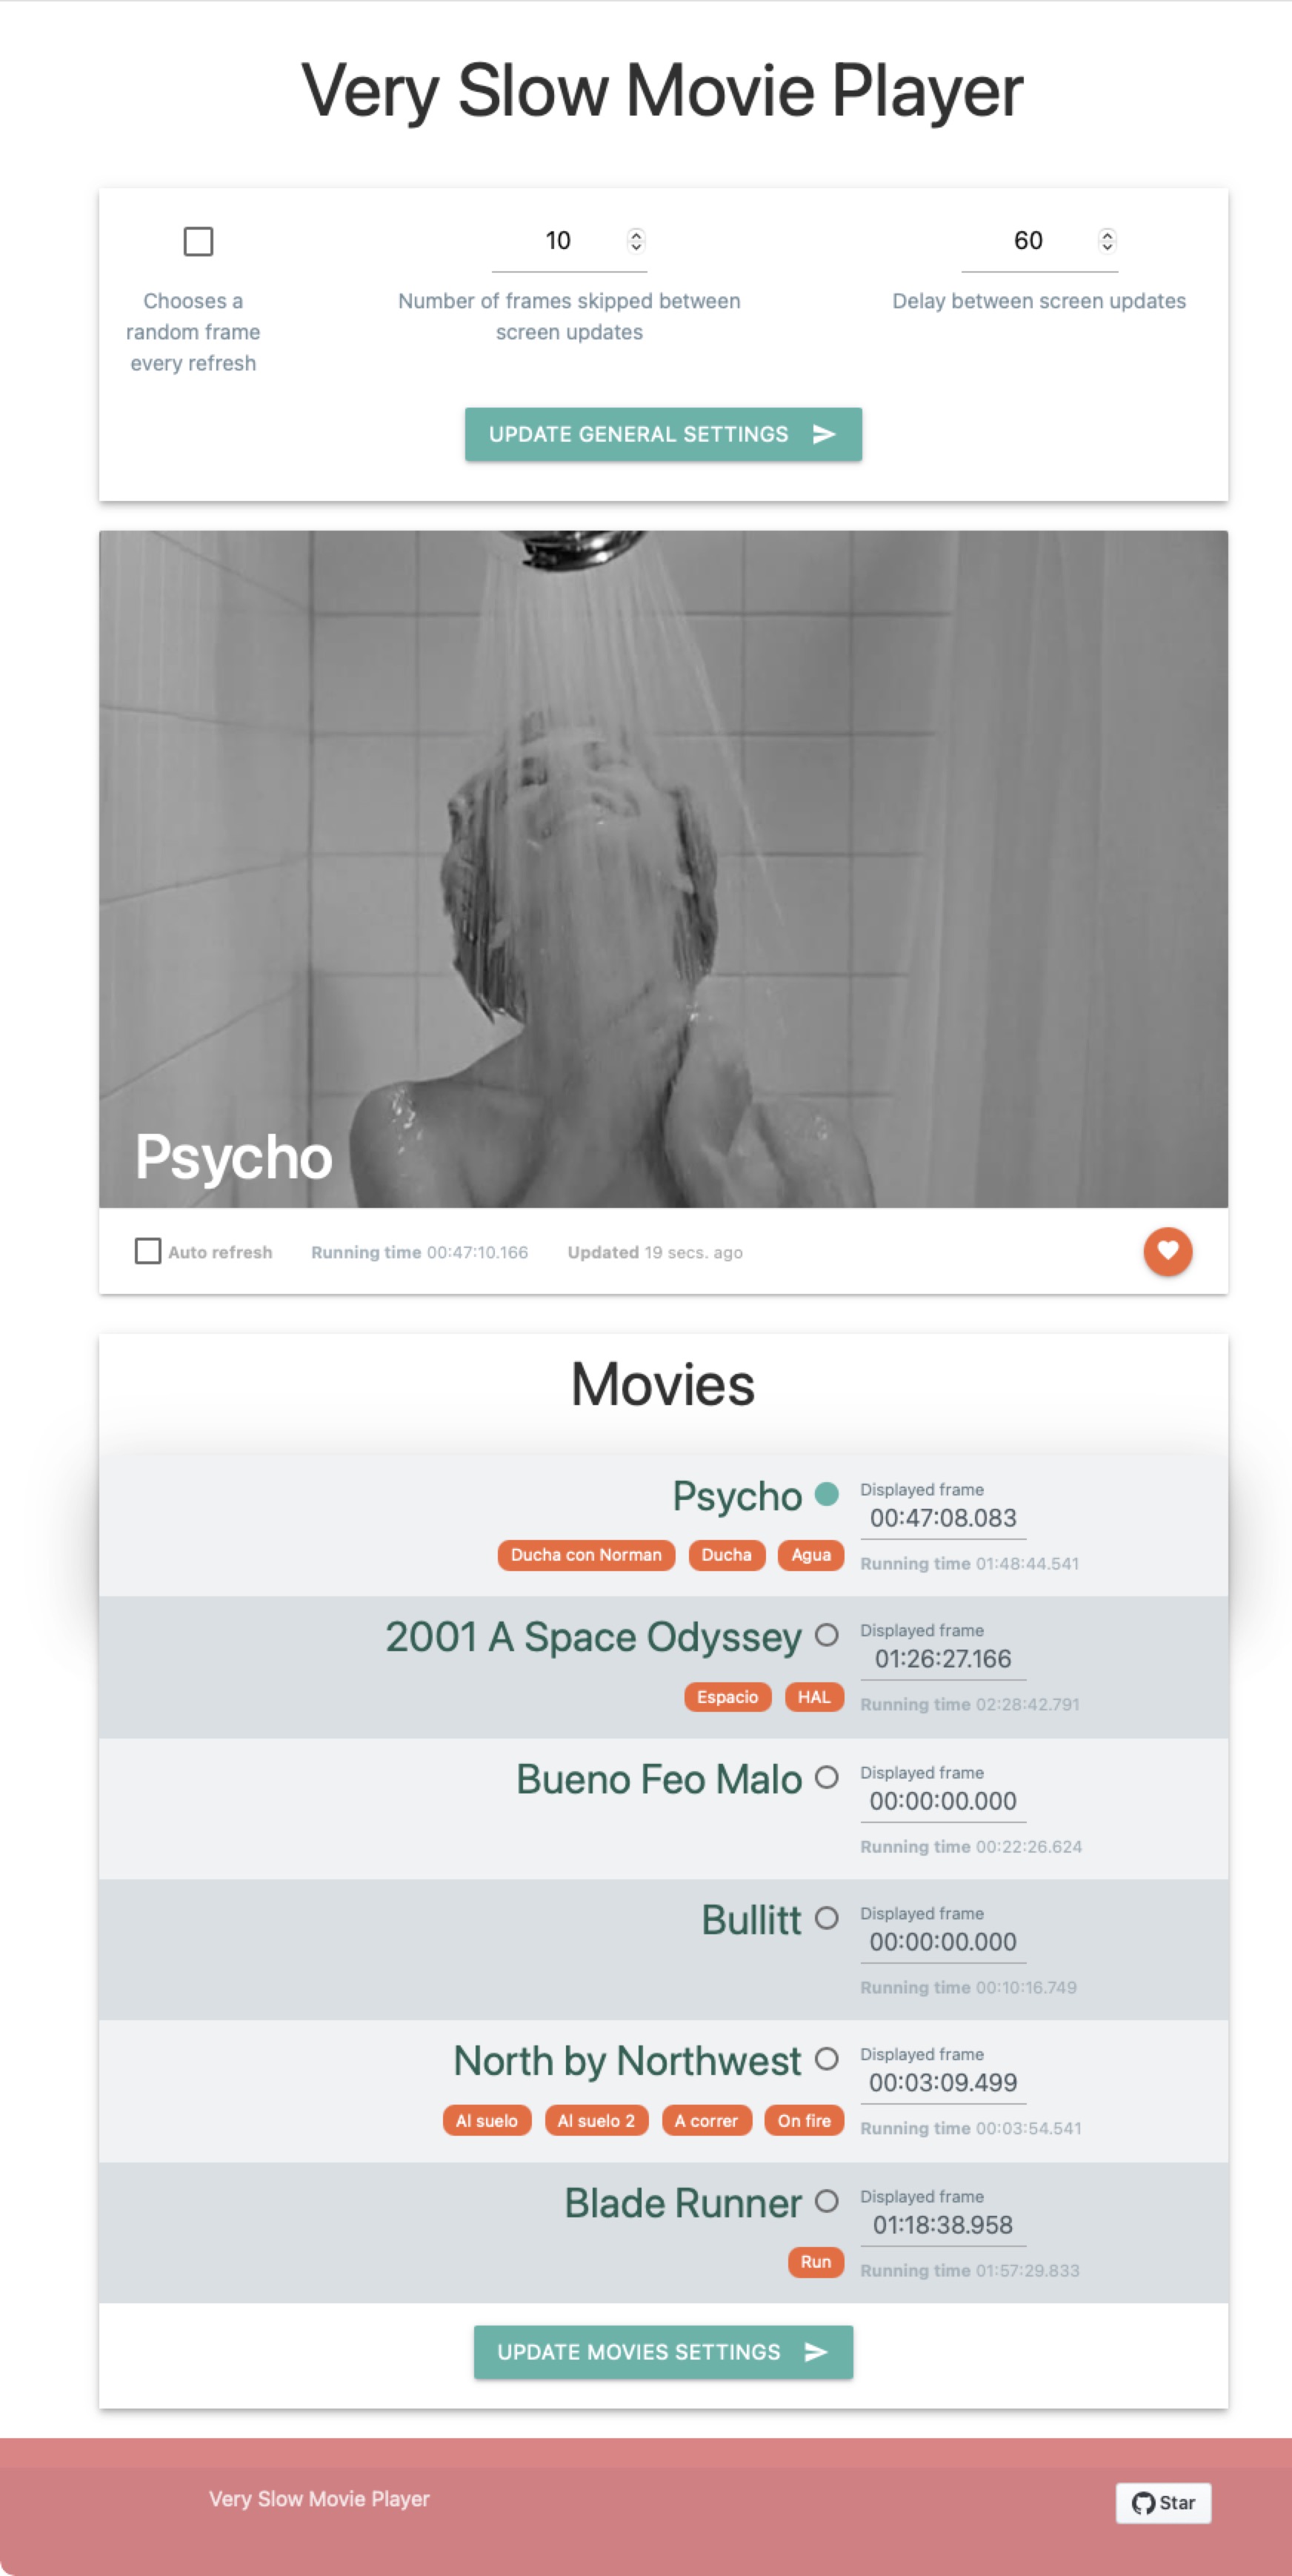 Very Slow Movie Player
10
60
Chooses a
random frame
every refresh
Number of frames skipped between
screen updates
Delay between screen updates
UPDATE GENERAL SETTINGS
Psycho
Auto refresh
Running time 00:47:10.166
Updated 19 secs. ago
Movies
Psycho
Displayed frame
00:47:08.083
Ducha con Norman
Ducha
Agua
Running time 01:48:44.541
2001 A Space Odyssey
Displayed frame
01:26:27.166
Espacio
HAL
Running time 02:28:42.791
Bueno Feo Malo
Displayed frame
00:00:00.000
Running time 00:22:26.624
Bullitt
Displayed frame
00:00:00.000
Running time 00:10:16.749
North by Northwest
Displayed frame
00:03:09.499
Al suelo
Al suelo 2
A correr
On fire
Running time 00:03:54.541
Blade Runner
Displayed frame
01:18:38.958
Run
Running time 01:57:29.833
UPDATE MOVIES SETTINGS
Very Slow Movie Player
Star